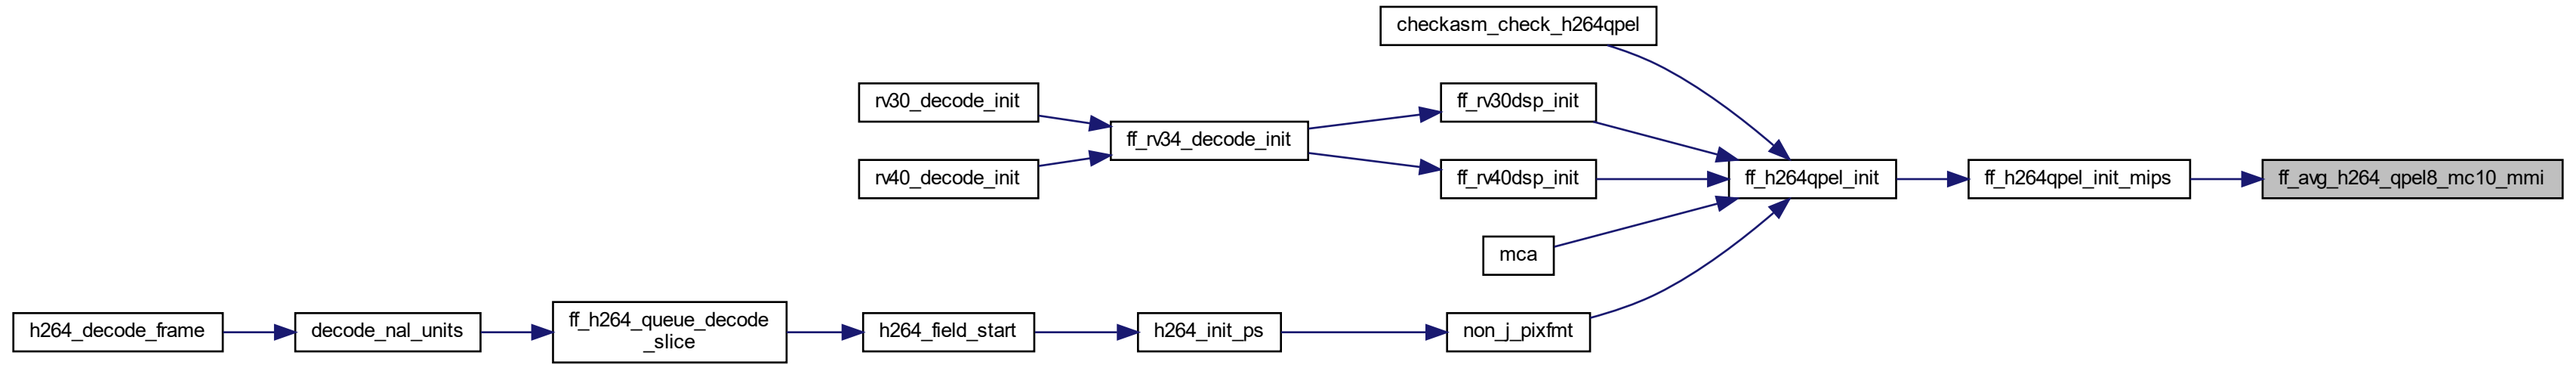 checkasm_check_h264qpel
rv30_decode_init
ff_rv30dsp_init
ff_rv34_decode_init
rv40_decode_init
ff_rv40dsp_init
ff_h264qpel_init
ff_h264qpel_init_mips
ff_avg_h264_qpel8_mc10_mmi
mca
h264_decode_frame
decode_nal_units
ff_h264_queue_decode
_slice
h264_field_start
h264_init_ps
non_j_pixfmt